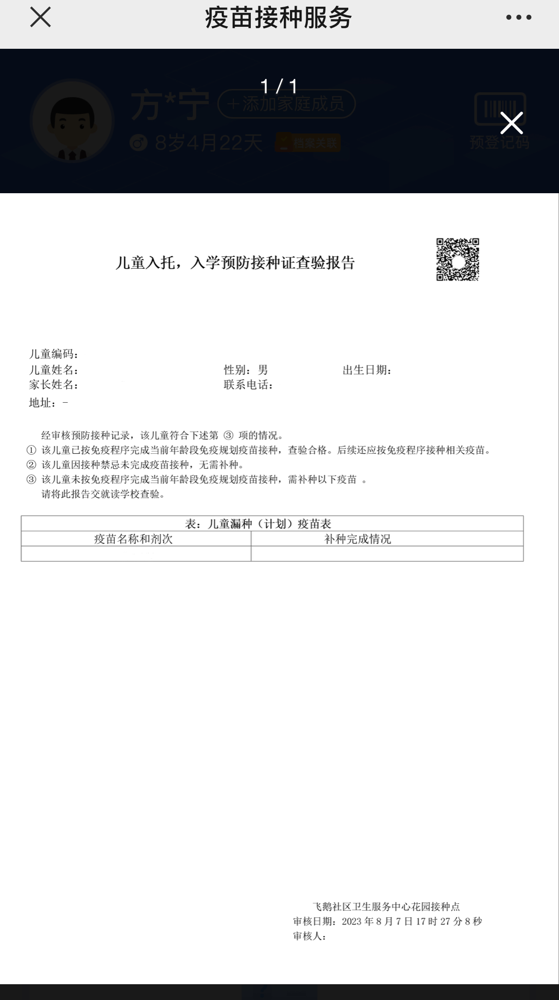 疫苗接种服务
1 / 1
方*宁 +添加家庭成员
8岁4月22天 档案关联 预登记码
儿童入托，入学预防接种证查验报告
儿童编码：
儿童姓名： 性别：男 出生日期：
家长姓名： 联系电话：
地址：-
经审核预防接种记录，该儿童符合下述第 ③ 项的情况。
① 该儿童已按免疫程序完成当前年龄段免疫规划疫苗接种，查验合格。后续还应按免疫程序接种相关疫苗。
② 该儿童因接种禁忌未完成疫苗接种，无需补种。
③ 该儿童未按免疫程序完成当前年龄段免疫规划疫苗接种，需补种以下疫苗 。
请将此报告交就读学校查验。
表：儿童漏种（计划）疫苗表
疫苗名称和剂次 补种完成情况
飞鹅社区卫生服务中心花园接种点
审核日期：2023 年 8 月 7 日 17 时 27 分 8 秒
审核人：